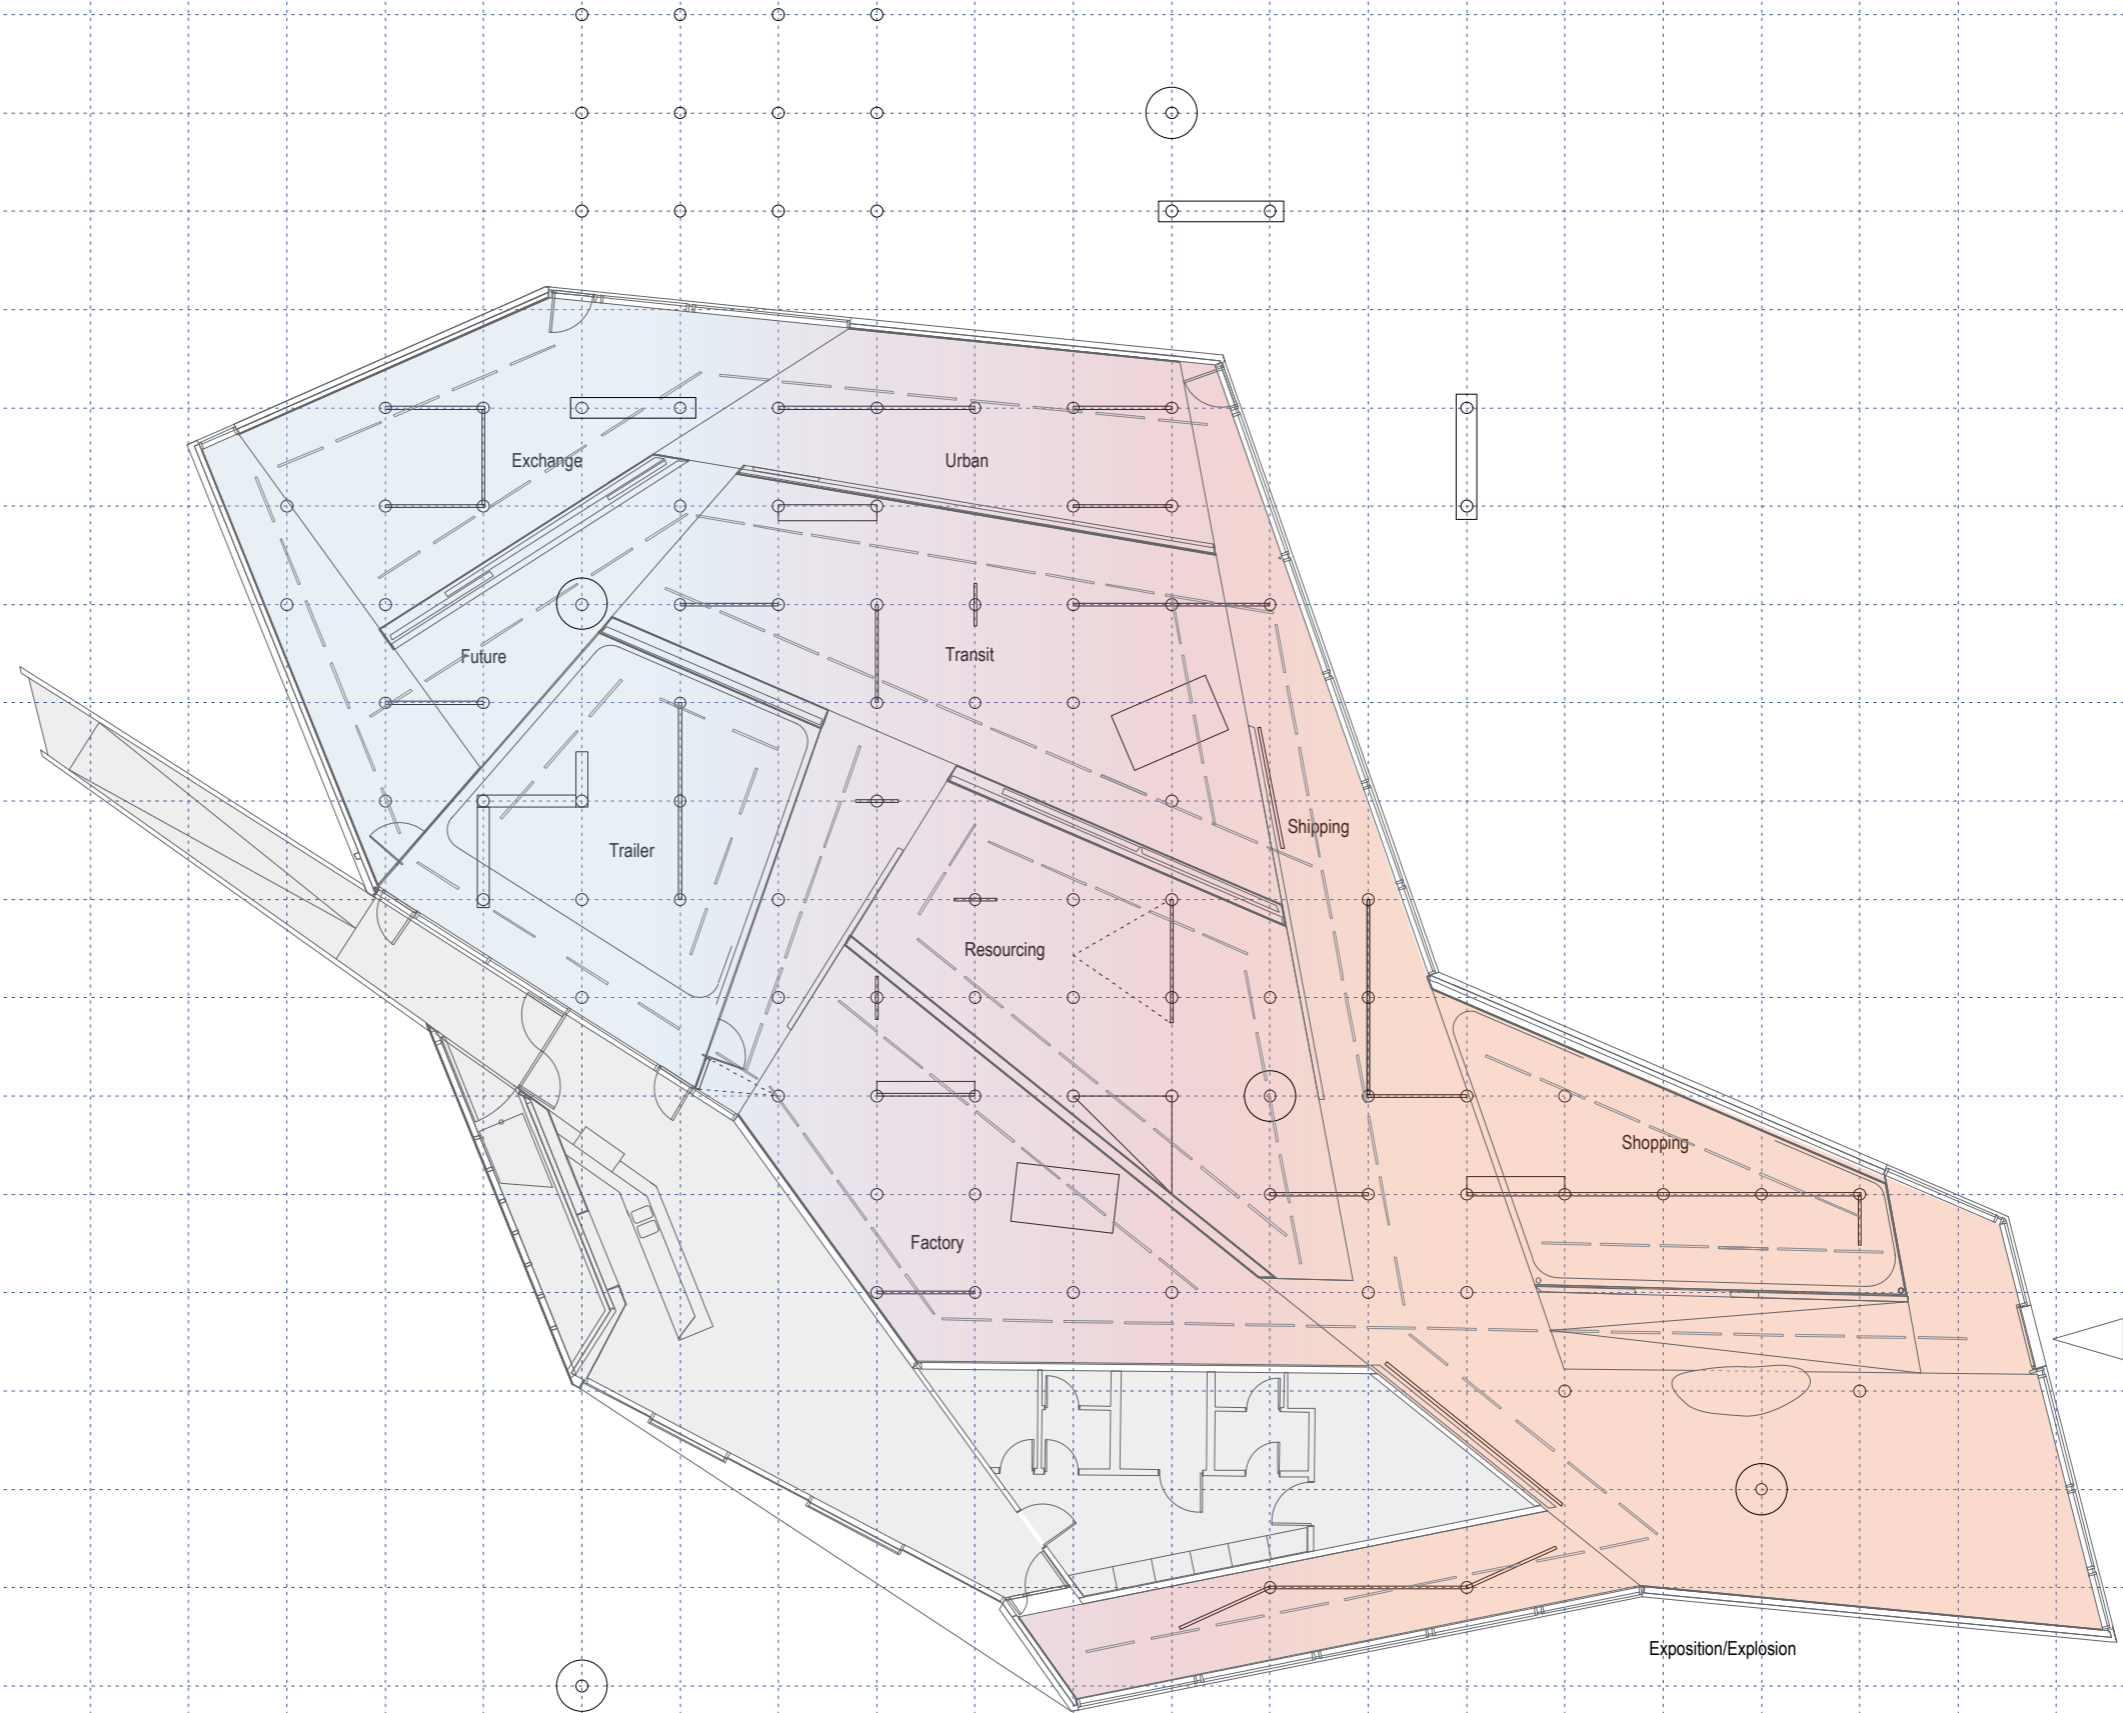 Exchange
Urban
Future
Transit
Shipping
Trailer
Resourcing
Shopping
Factory
Exposition/Explosion